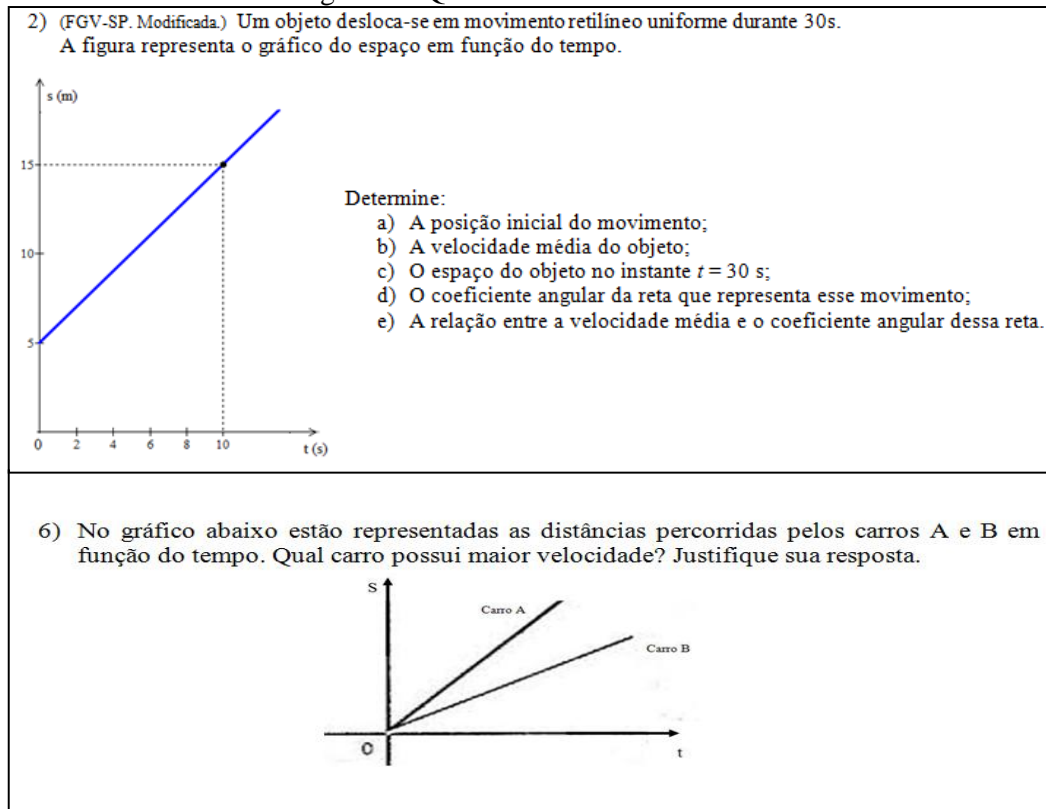 2) (FGV-SP. Modificada.) Um objeto desloca-se em movimento retilíneo uniforme durante 30s.
A figura representa o gráfico do espaço em função do tempo.
s (m)
15
10
5
0 2 4 6 8 10 t (s)
Determine:
a) A posição inicial do movimento;
b) A velocidade média do objeto;
c) O espaço do objeto no instante t = 30 s;
d) O coeficiente angular da reta que representa esse movimento;
e) A relação entre a velocidade média e o coeficiente angular dessa reta.
6) No gráfico abaixo estão representadas as distâncias percorridas pelos carros A e B em
função do tempo. Qual carro possui maior velocidade? Justifique sua resposta.
S
Carro A
Carro B
O
t